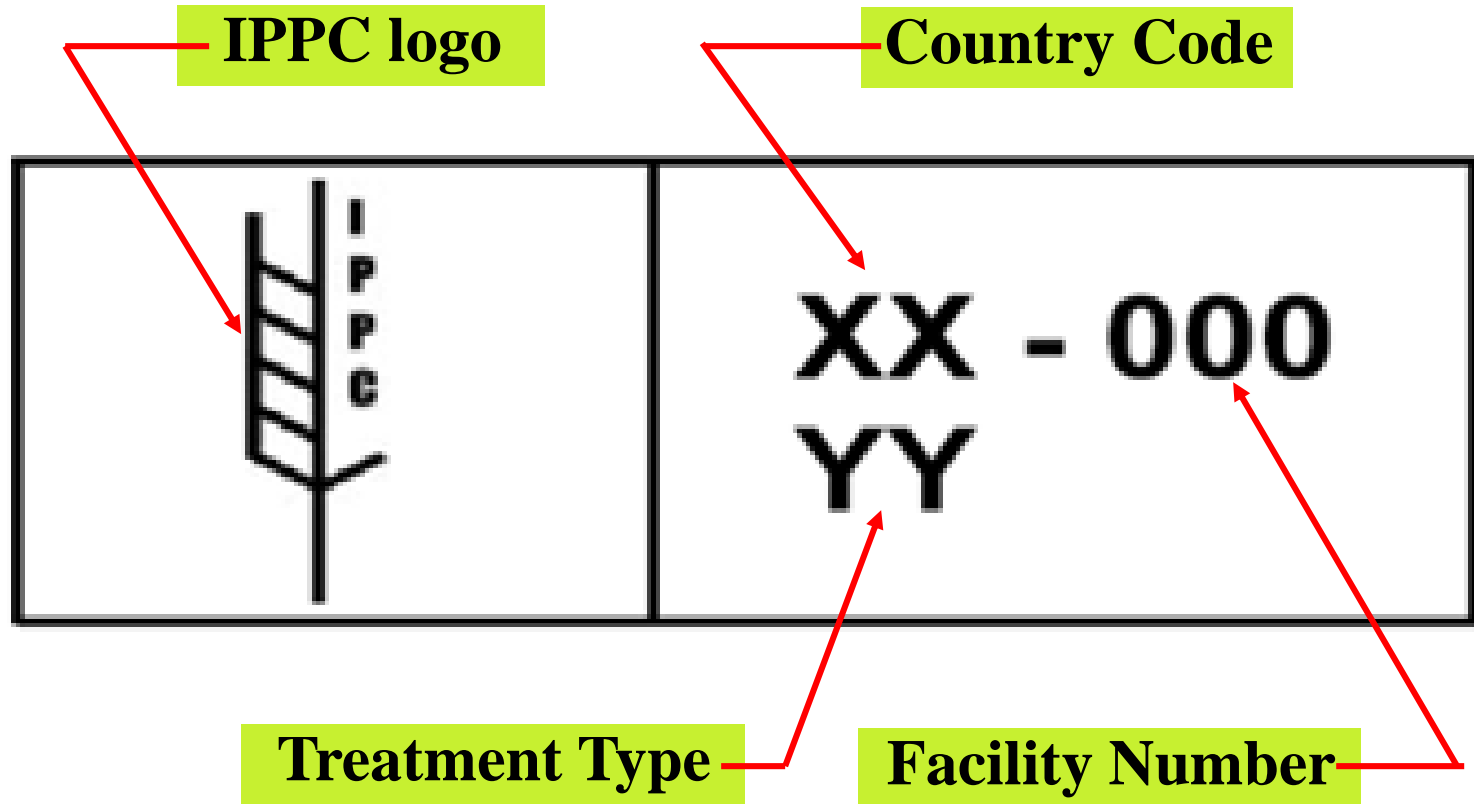 IPPC logo
Country Code
I
P
P
C
XX - 000
YY
Treatment Type
Facility Number